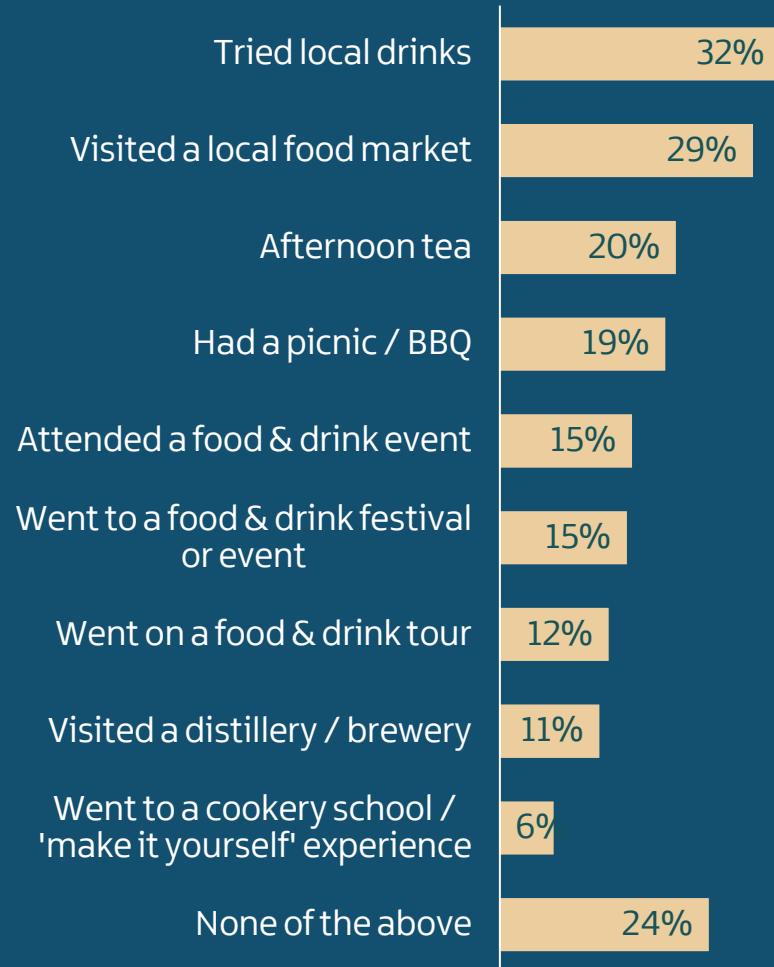 Tried local drinks 32%
Visited a local food market 29%
Afternoon tea 20%
Had a picnic / BBQ 19%
Attended a food & drink event 15%
Went to a food & drink festival
or event 15%
Went on a food & drink tour 12%
Visited a distillery / brewery 11%
Went to a cookery school /
'make it yourself' experience 6%
None of the above 24%